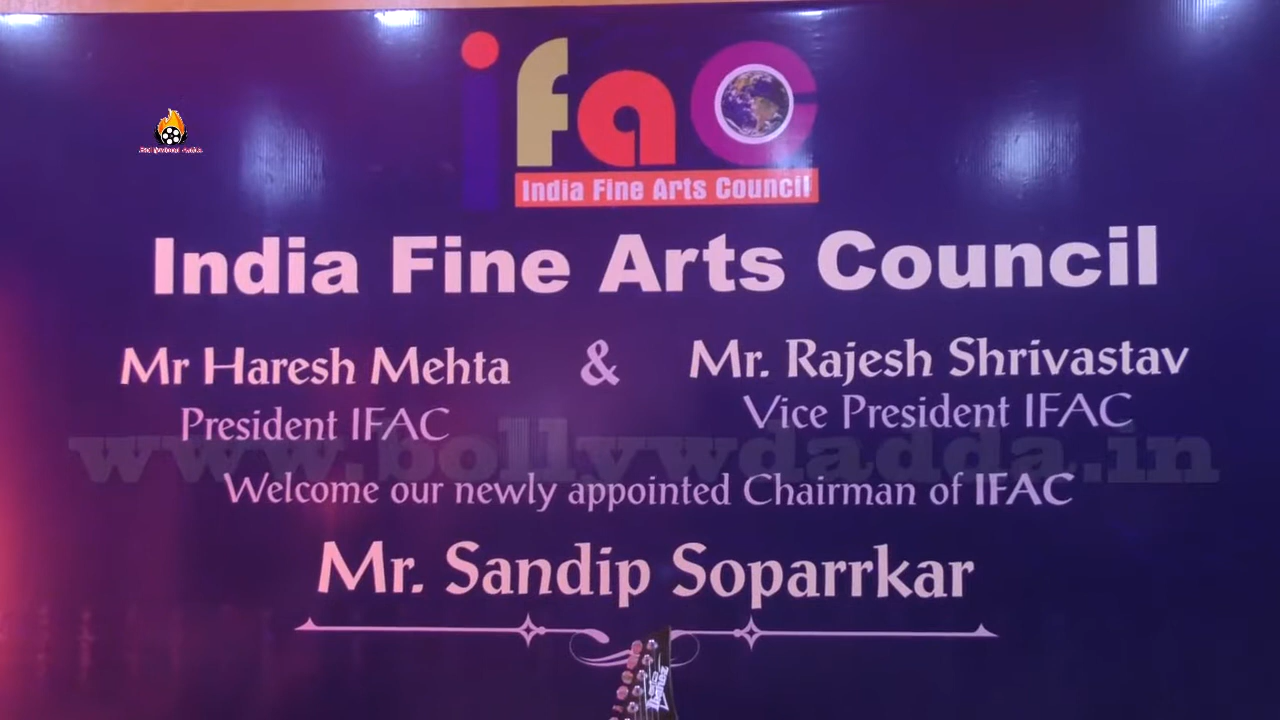 ifac
India Fine Arts Council
India Fine Arts Council
Mr Haresh Mehta & Mr. Rajesh Shrivastav
President IFAC Vice President IFAC
www.bollywdadda.in
Welcome our newly appointed Chairman of IFAC
Mr. Sandip Soparrkar
Ibanez